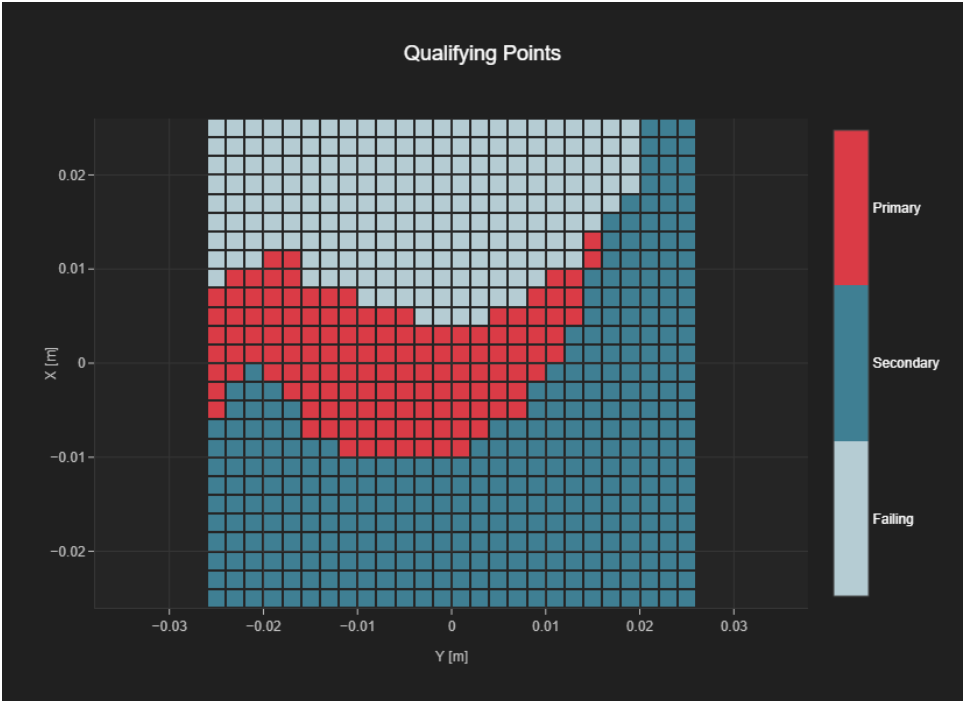 Qualifying Points
0.02
0.01
0
−0.01
−0.02
X [m]
−0.03
−0.02
−0.01
0
0.01
0.02
0.03
Y [m]
Primary
Secondary
Failing